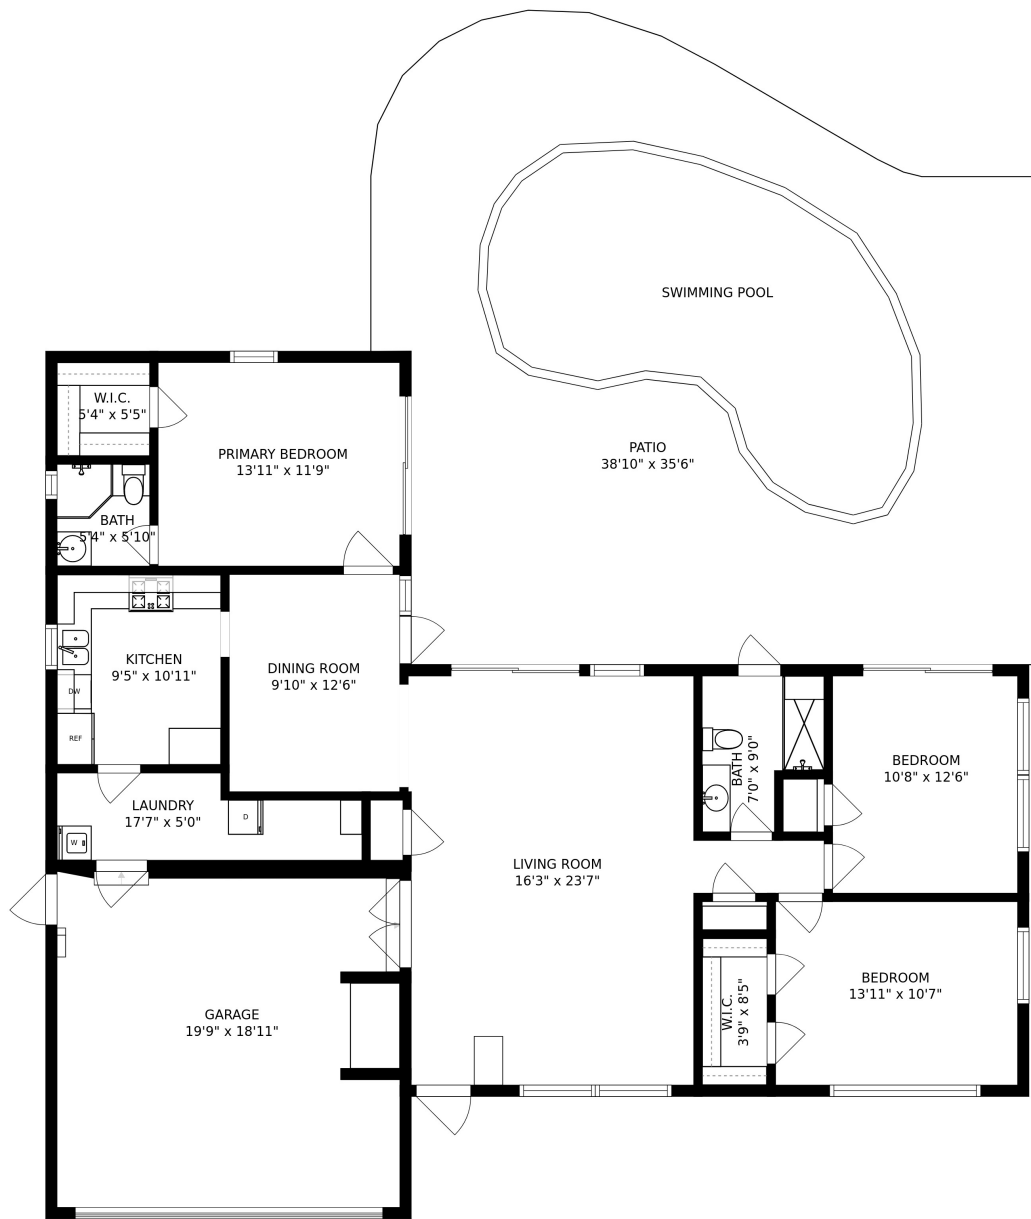 SWIMMING POOL
W.I.C.
5'4" x 5'5"
PRIMARY BEDROOM
13'11" x 11'9"
PATIO
38'10" x 35'6"
BATH
5'4" x 5'10"
KITCHEN
9'5" x 10'11"
DINING ROOM
9'10" x 12'6"
DW
REF
BATH
7'0" x 9'0"
BEDROOM
10'8" x 12'6"
LAUNDRY
17'7" x 5'0"
D
W
LIVING ROOM
16'3" x 23'7"
BEDROOM
13'11" x 10'7"
W.I.C.
3'9" x 8'5"
GARAGE
19'9" x 18'11"